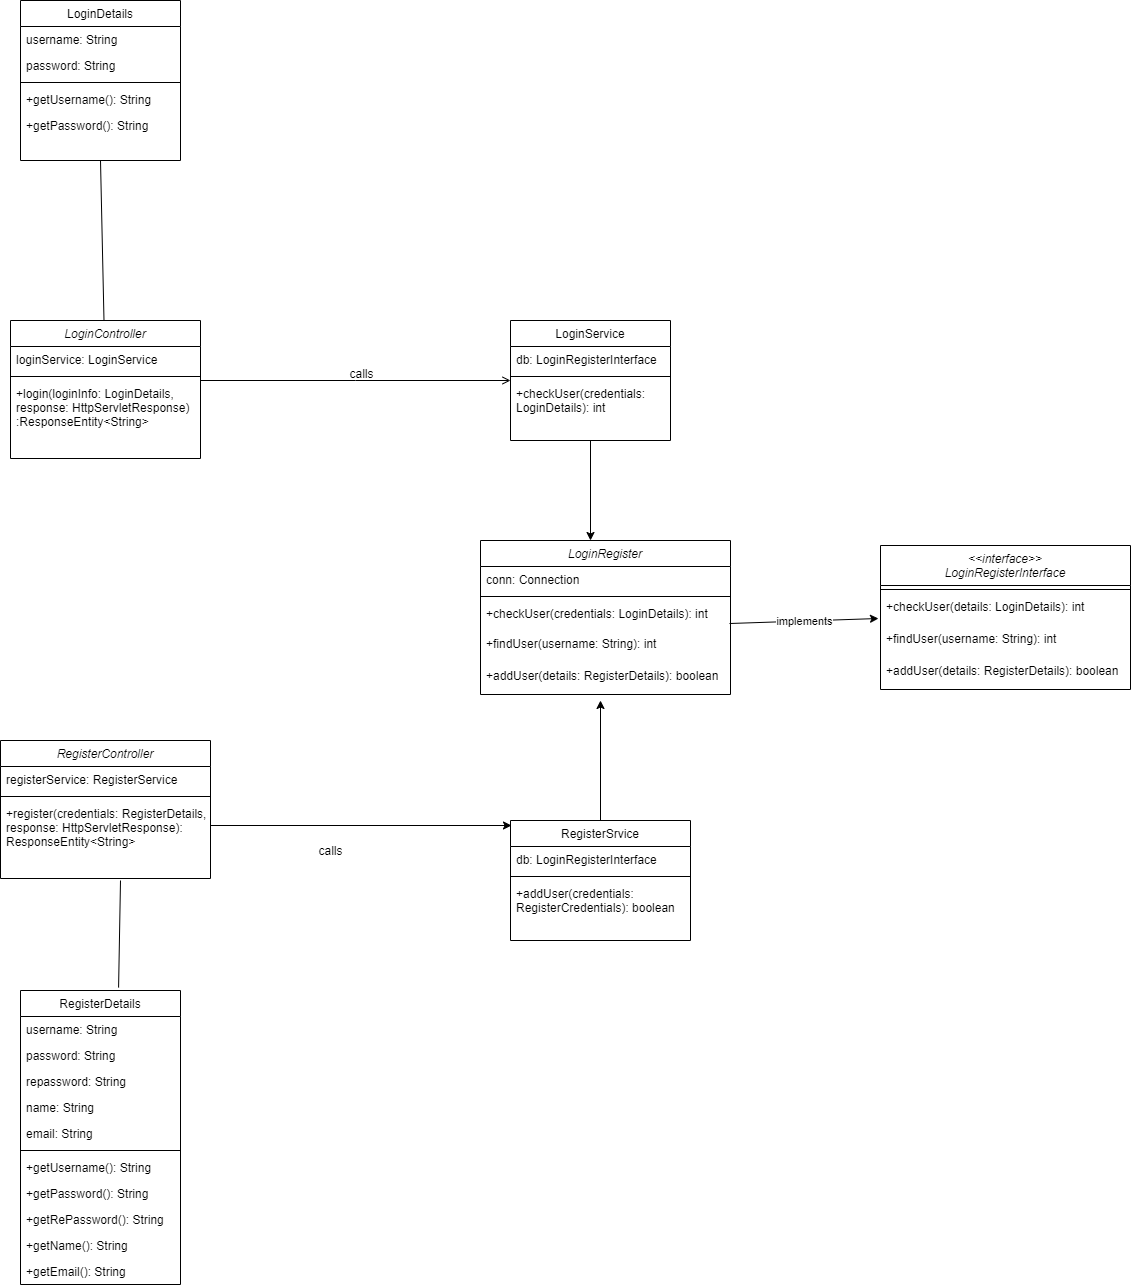 LoginDetails
username: String
password: String
+getUsername(): String
+getPassword(): String
LoginController
loginService: LoginService
+login(loginInfo: LoginDetails,
response: HttpServletResponse)
:ResponseEntity<String>
calls
LoginService
db: LoginRegisterInterface
+checkUser(credentials:
LoginDetails): int
LoginRegister
conn: Connection
+checkUser(credentials: LoginDetails): int
+findUser(username: String): int
+addUser(details: RegisterDetails): boolean
implements
<<interface>>
LoginRegisterInterface
+checkUser(details: LoginDetails): int
+findUser(username: String): int
+addUser(details: RegisterDetails): boolean
RegisterController
registerService: RegisterService
+register(credentials: RegisterDetails,
response: HttpServletResponse):
ResponseEntity<String>
calls
RegisterSrvice
db: LoginRegisterInterface
+addUser(credentials:
RegisterCredentials): boolean
RegisterDetails
username: String
password: String
repassword: String
name: String
email: String
+getUsername(): String
+getPassword(): String
+getRePassword(): String
+getName(): String
+getEmail(): String